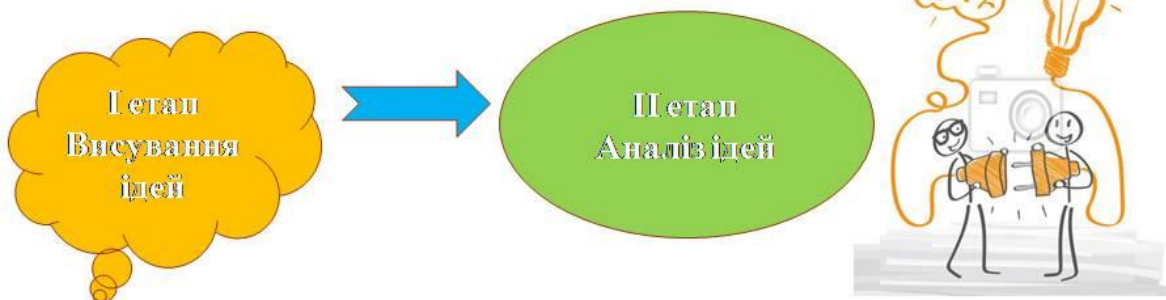 І етап
Висування
ідей
ІІ етап
Аналіз ідей